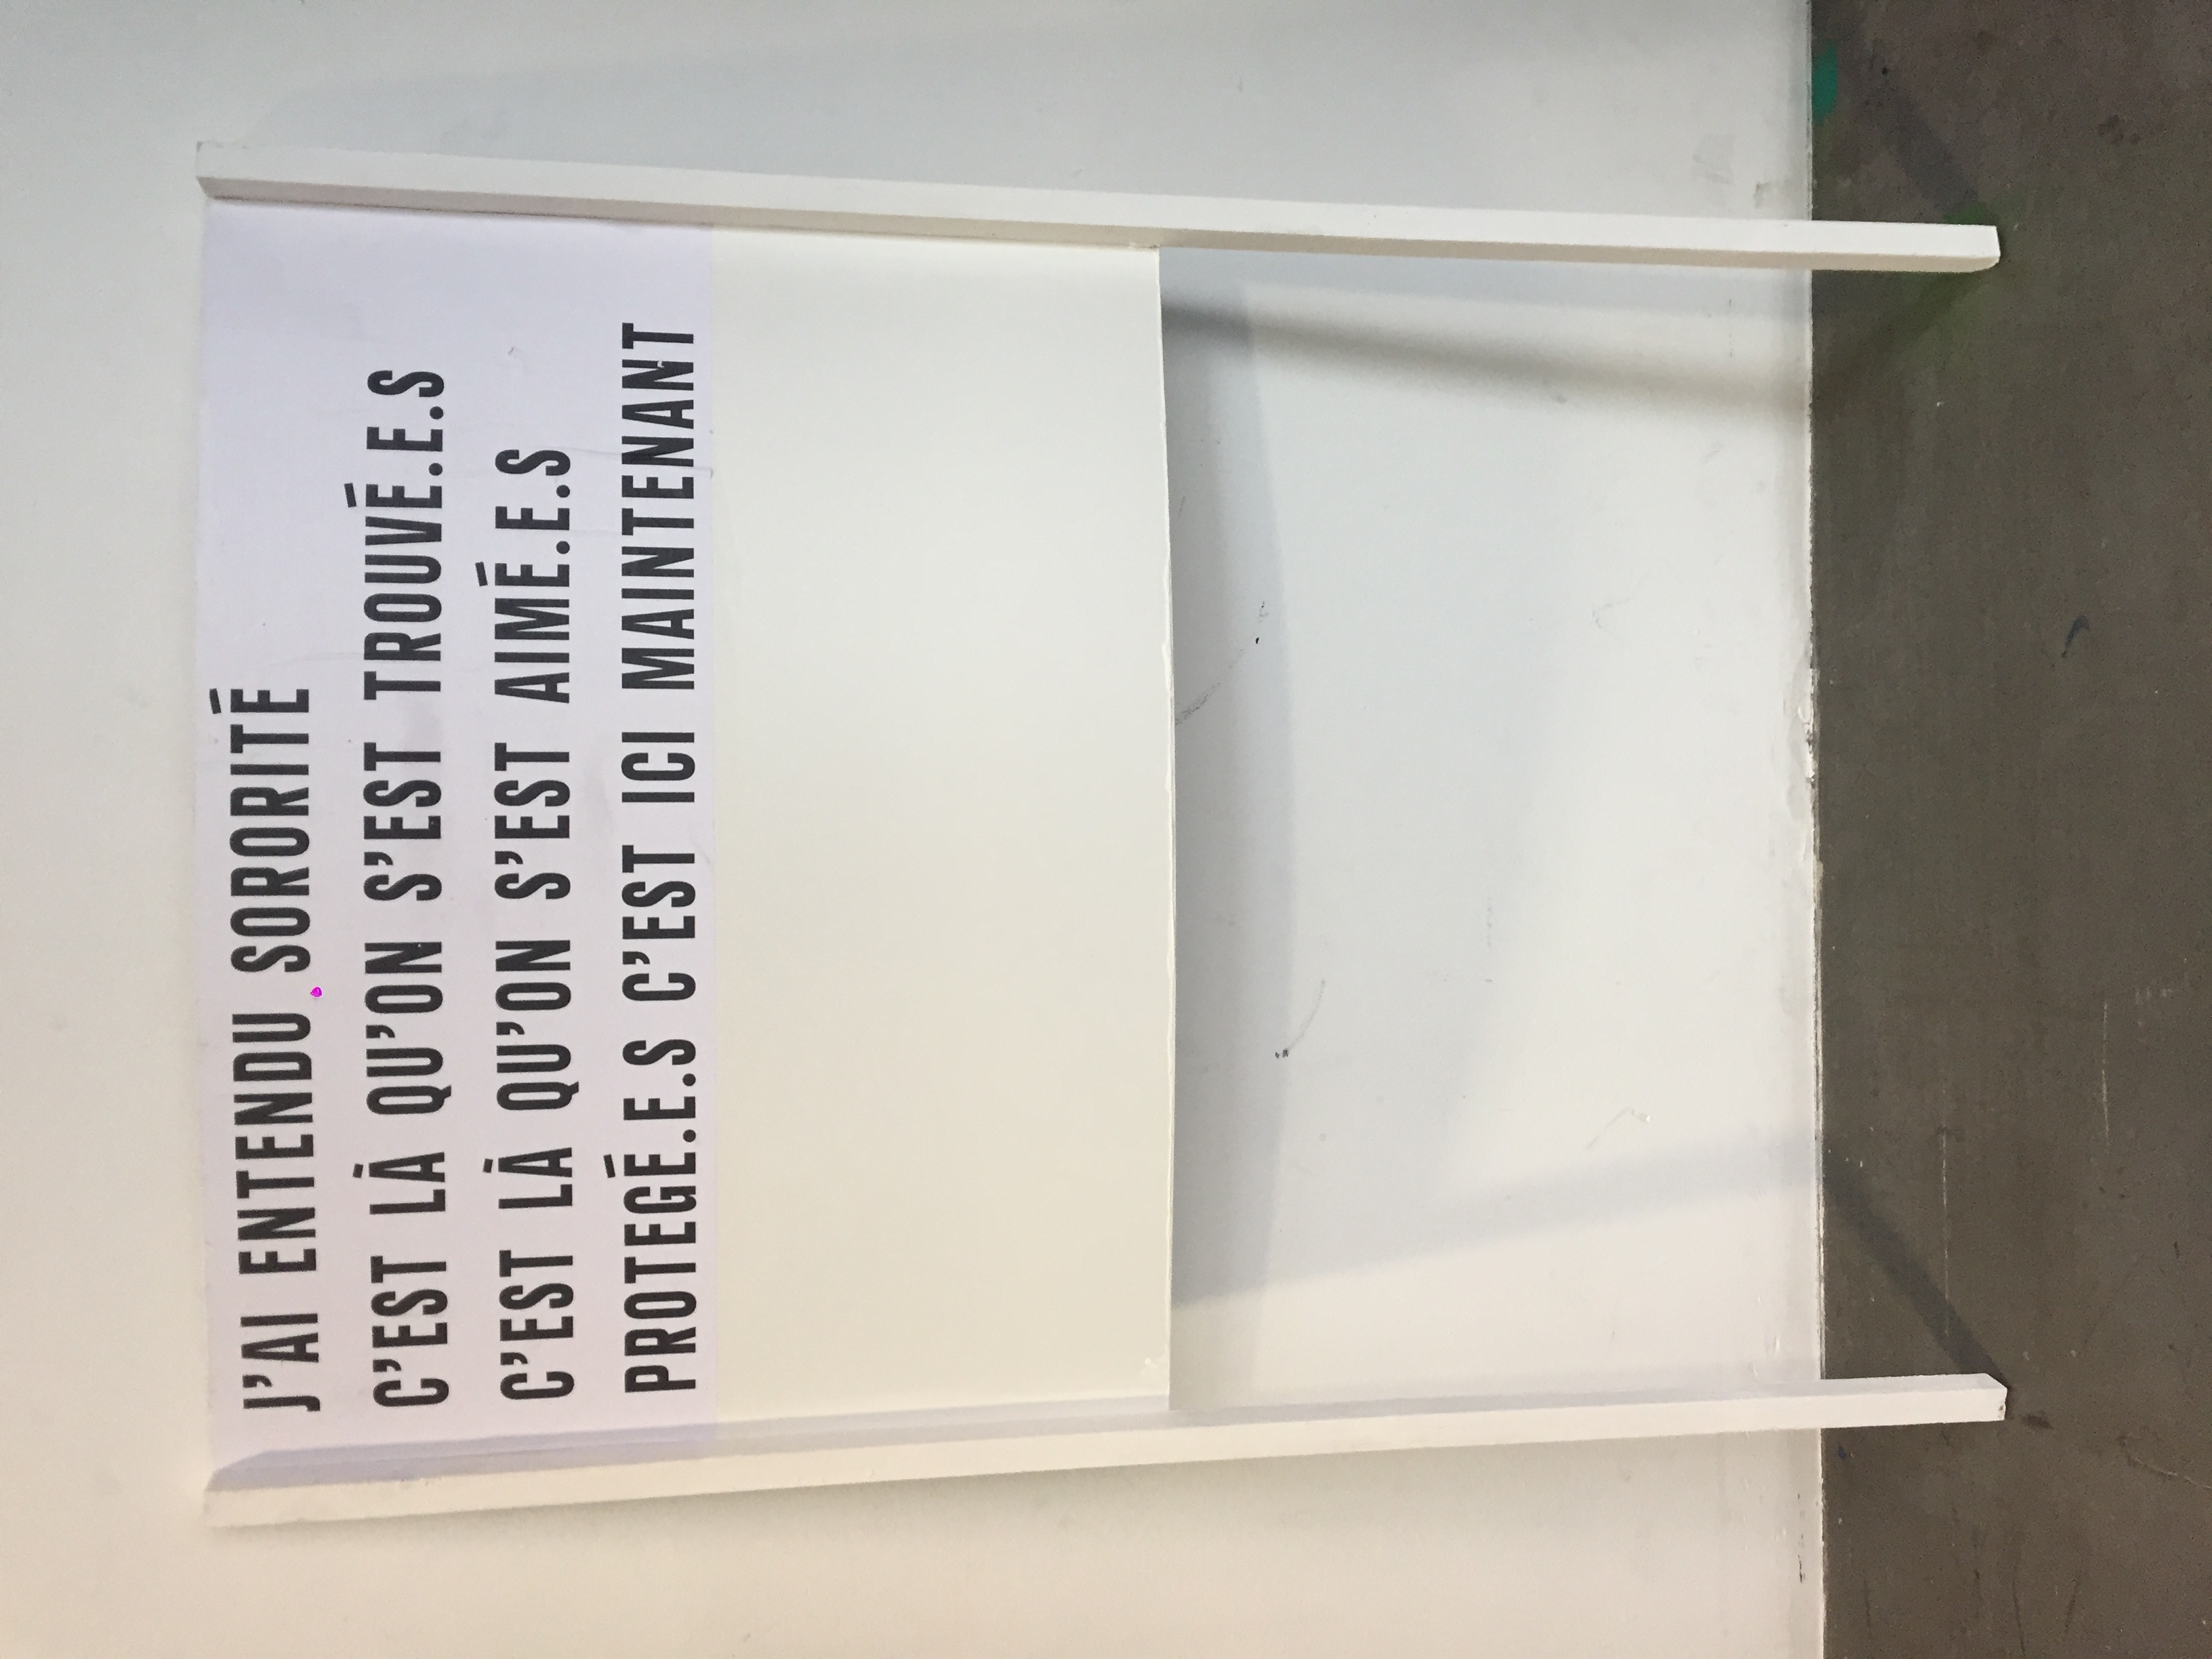 J'AI ENTENDU SORORITÉ
C'EST LÀ QU'ON S'EST TROUVÉ.E.S
C'EST LÀ QU'ON S'EST AIMÉ.E.S
PROTEGÉ.E.S C'EST ICI MAINTENANT